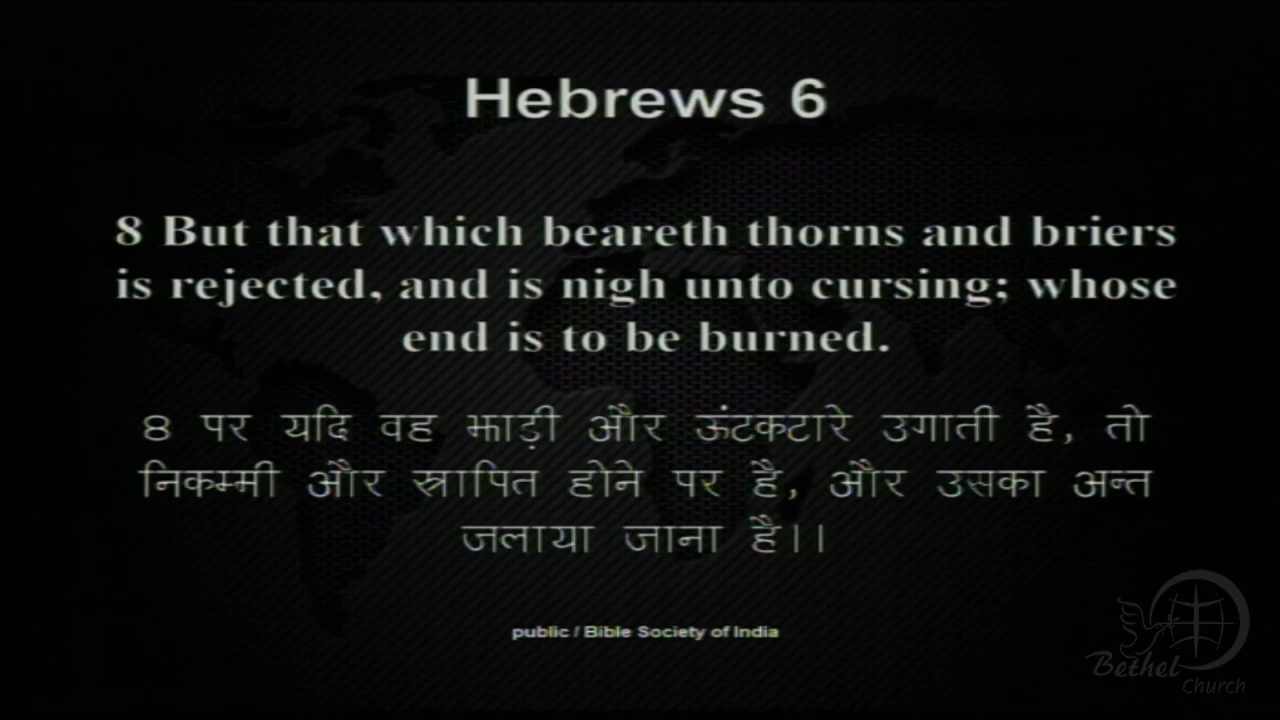 Hebrews 6
8 But that which beareth thorns and briers
is rejected, and is nigh unto cursing; whose
end is to be burned.
8 पर यदि वह झाड़ी और ऊंटकटारे उगाती है, तो
निकम्मी और स्रापित होने पर है, और उसका अन्त
जलाया जाना है।।
public / Bible Society of India
Bethel
Church